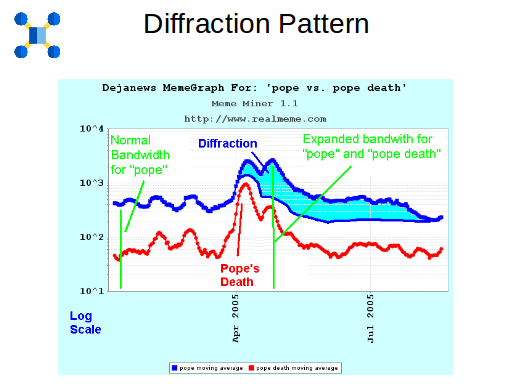 Diffraction Pattern
Dejanews MemeGraph For: 'pope vs. pope death'
Meme Miner 1.1
http://www.realmeme.com
10^4
Normal
Bandwidth
for "pope"
Diffraction
Expanded bandwith for
"pope" and "pope death"
10^3
10^2
Pope's
Death
10^1
Log
Scale
Apr 2005
Jul 2005
pope moving average
pope death moving average